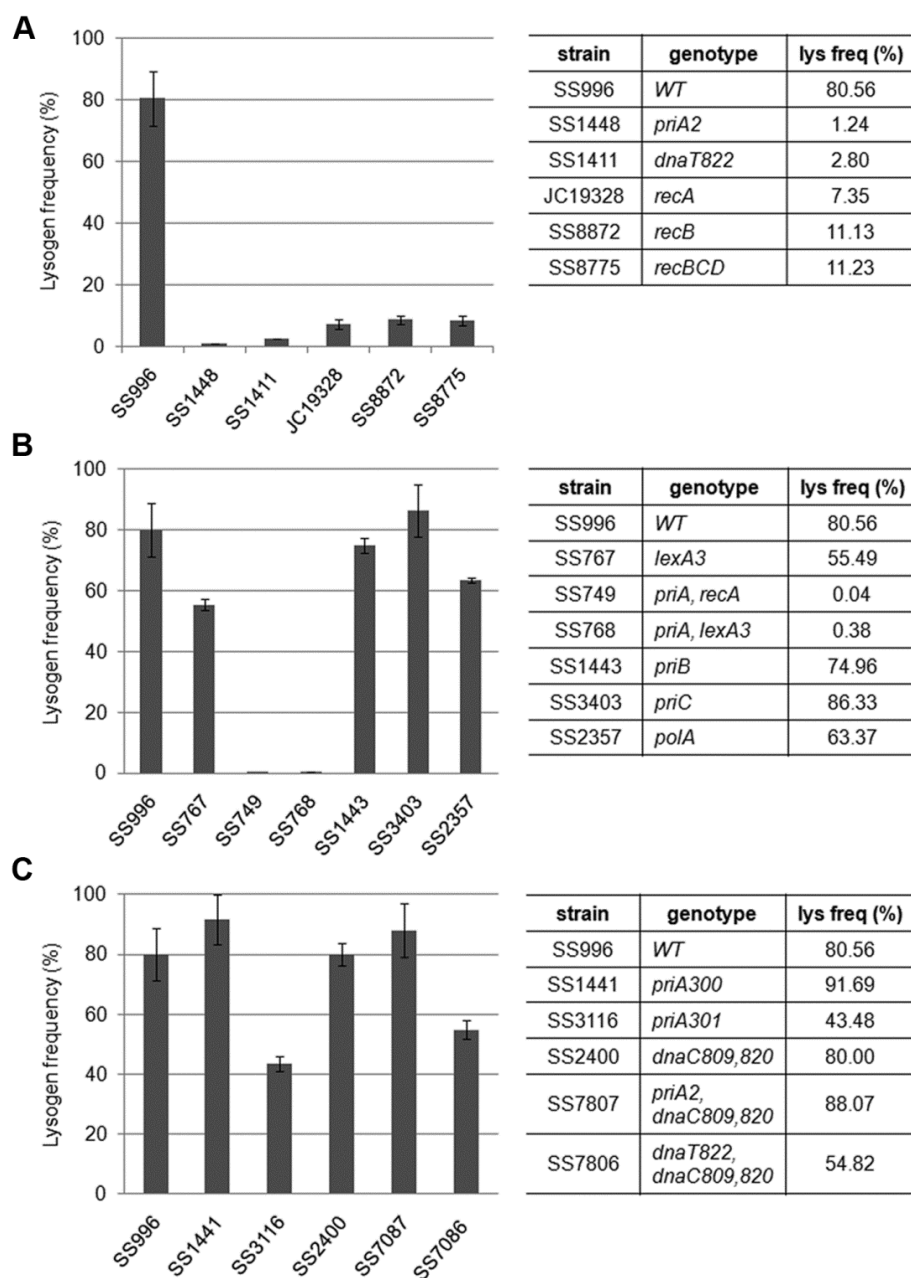 A
Lysogen frequency (%)
100
80
60
40
20
0
SS996
SS1448
SS1411
JC19328
SS8872
SS8775
strain genotype lys freq (%)
SS996 WT 80.56
SS1448 priA2 1.24
SS1411 dnaT822 2.80
JC19328 recA 7.35
SS8872 recB 11.13
SS8775 recBCD 11.23
B
Lysogen frequency (%)
100
80
60
40
20
0
SS996
SS767
SS749
SS768
SS1443
SS3403
SS2357
strain genotype lys freq (%)
SS996 WT 80.56
SS767 lexA3 55.49
SS749 priA, recA 0.04
SS768 priA, lexA3 0.38
SS1443 priB 74.96
SS3403 priC 86.33
SS2357 polA 63.37
C
Lysogen frequency (%)
100
80
60
40
20
0
SS996
SS1441
SS3116
SS2400
SS7087
SS7086
strain genotype lys freq (%)
SS996 WT 80.56
SS1441 priA300 91.69
SS3116 priA301 43.48
SS2400 dnaC809,820 80.00
SS7807 priA2, dnaC809,820 88.07
SS7806 dnaT822, dnaC809,820 54.82